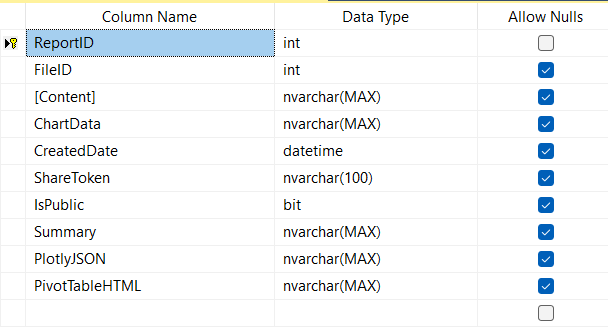 Column Name Data Type Allow Nulls
ReportID int
FileID int
[Content] nvarchar(MAX)
ChartData nvarchar(MAX)
CreatedDate datetime
ShareToken nvarchar(100)
IsPublic bit
Summary nvarchar(MAX)
PlotlyJSON nvarchar(MAX)
PivotTableHTML nvarchar(MAX)